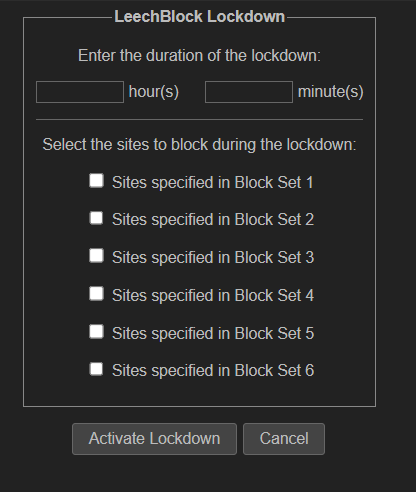 LeechBlock Lockdown
Enter the duration of the lockdown:
hour(s) minute(s)
Select the sites to block during the lockdown:
Sites specified in Block Set 1
Sites specified in Block Set 2
Sites specified in Block Set 3
Sites specified in Block Set 4
Sites specified in Block Set 5
Sites specified in Block Set 6
Activate Lockdown Cancel